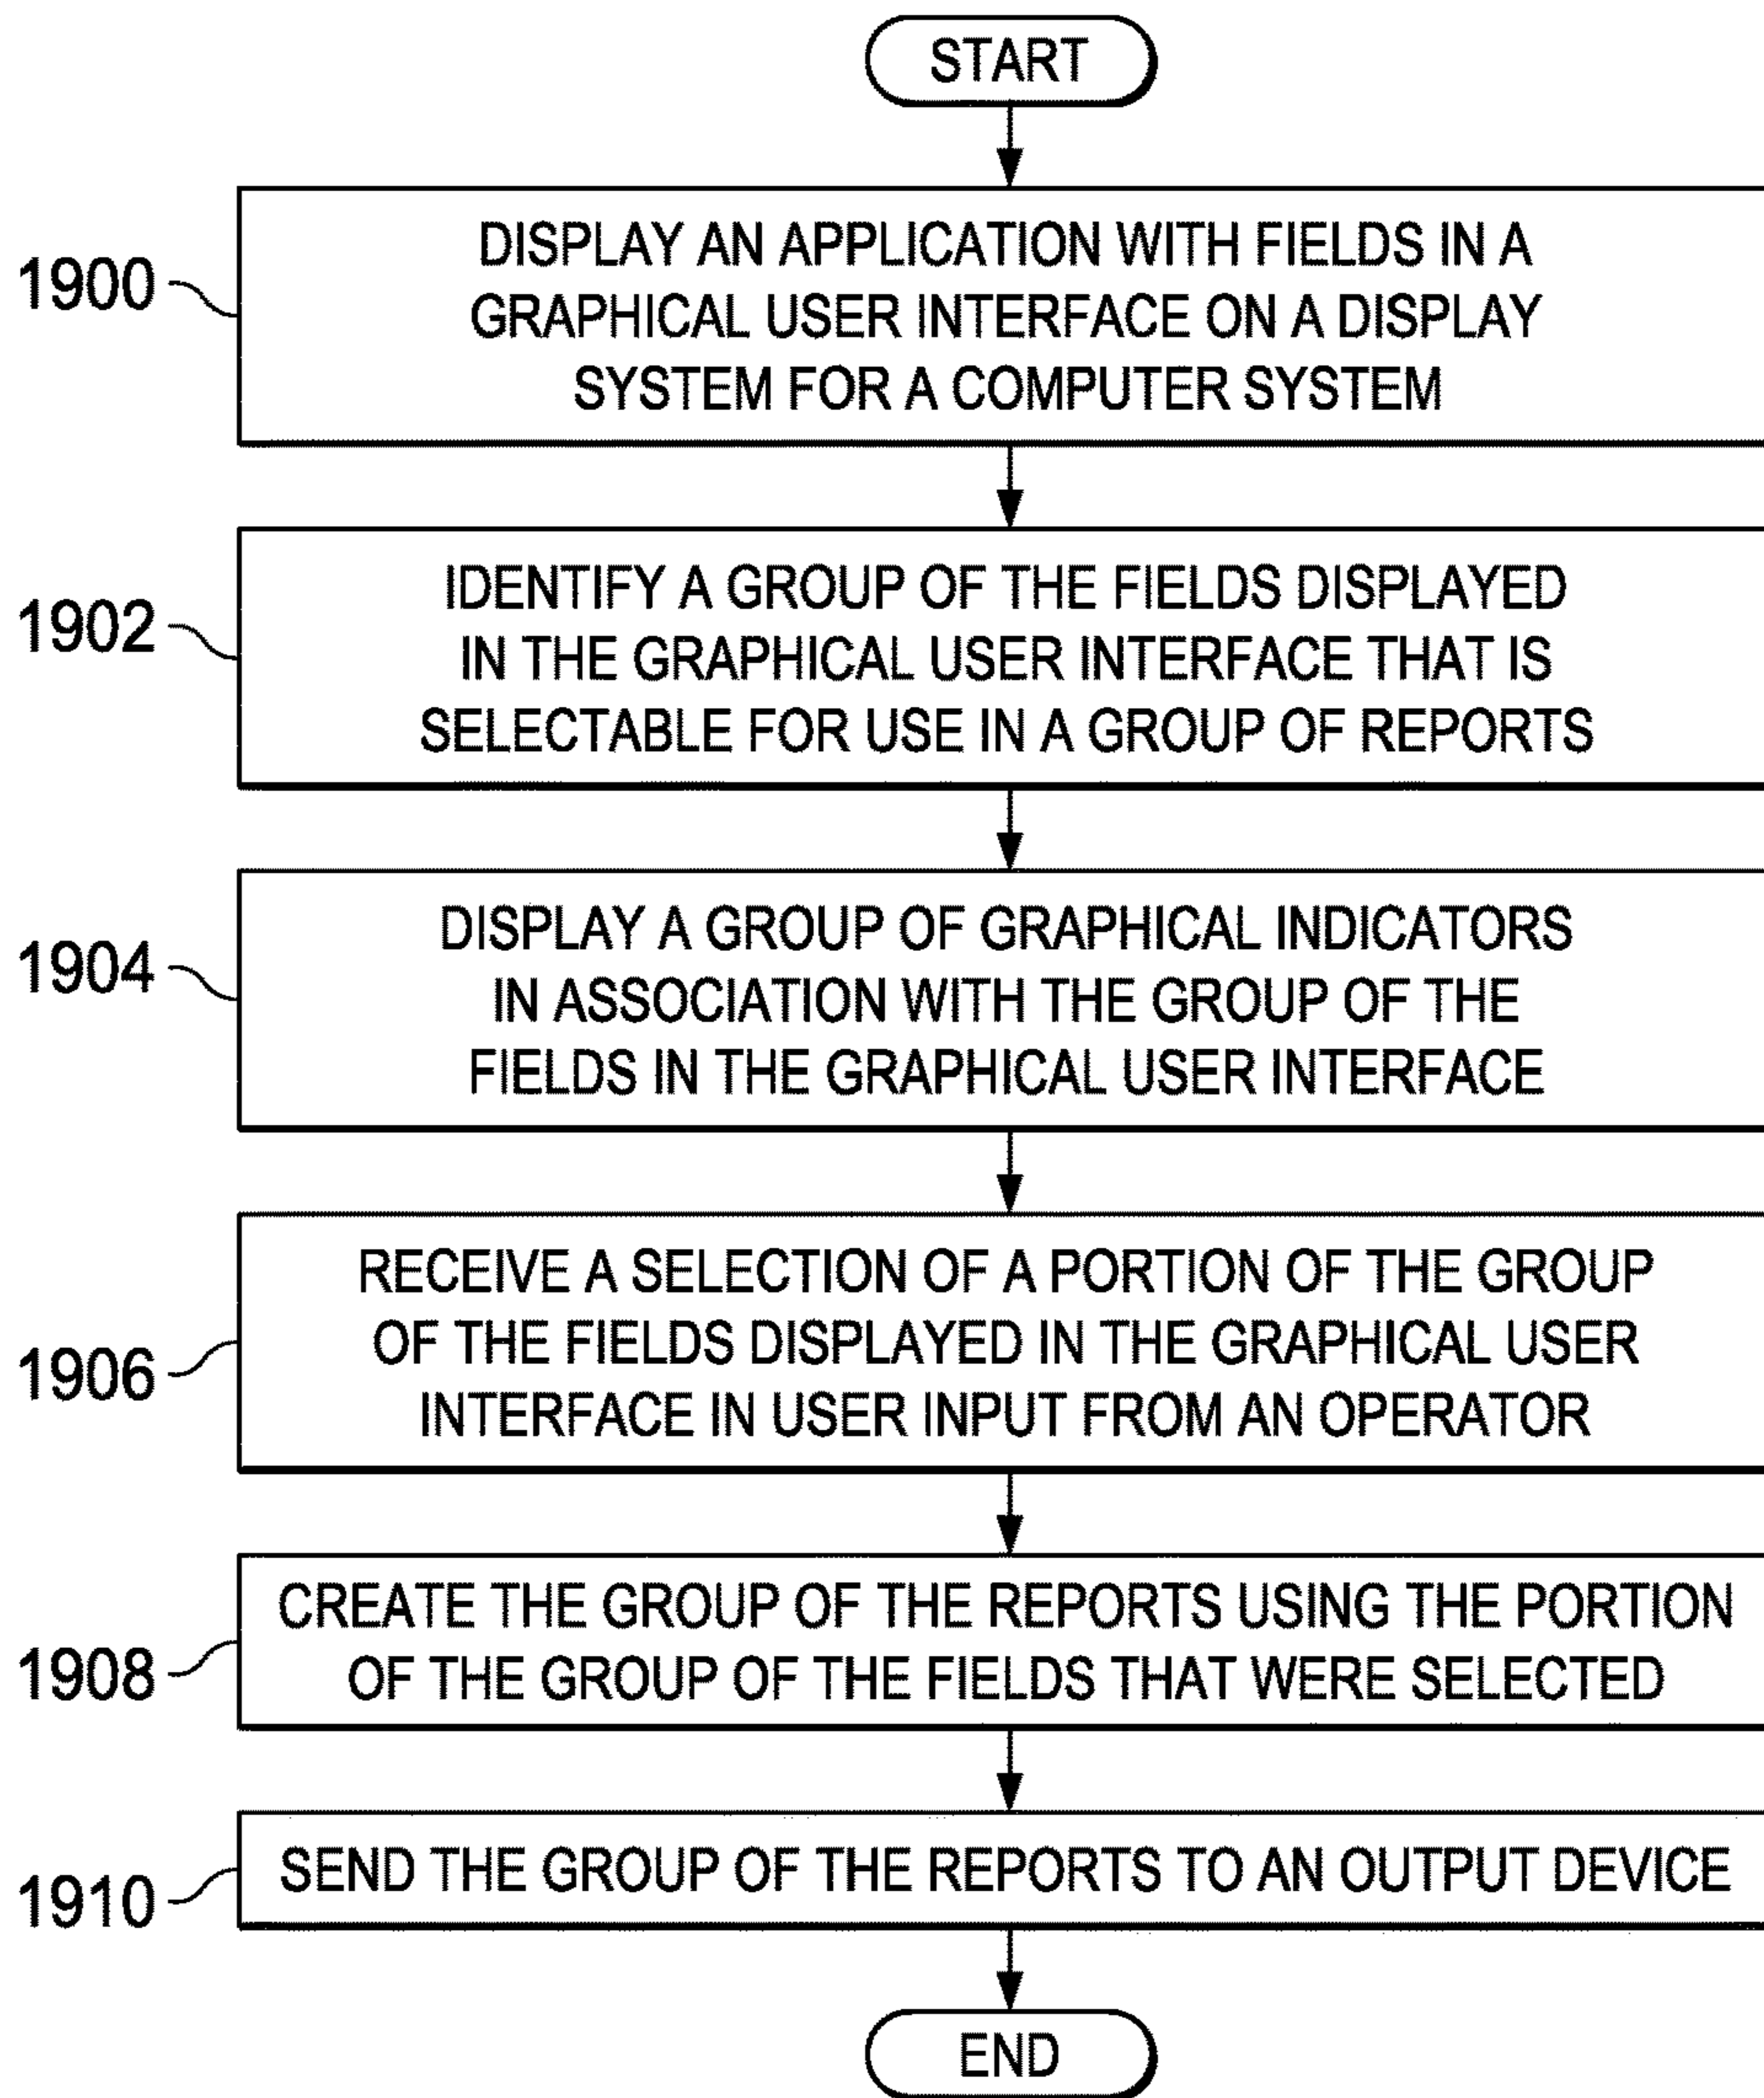 START
1900
DISPLAY AN APPLICATION WITH FIELDS IN A
GRAPHICAL USER INTERFACE ON A DISPLAY
SYSTEM FOR A COMPUTER SYSTEM
1902
IDENTIFY A GROUP OF THE FIELDS DISPLAYED
IN THE GRAPHICAL USER INTERFACE THAT IS
SELECTABLE FOR USE IN A GROUP OF REPORTS
1904
DISPLAY A GROUP OF GRAPHICAL INDICATORS
IN ASSOCIATION WITH THE GROUP OF THE
FIELDS IN THE GRAPHICAL USER INTERFACE
1906
RECEIVE A SELECTION OF A PORTION OF THE GROUP
OF THE FIELDS DISPLAYED IN THE GRAPHICAL USER
INTERFACE IN USER INPUT FROM AN OPERATOR
1908
CREATE THE GROUP OF THE REPORTS USING THE PORTION
OF THE GROUP OF THE FIELDS THAT WERE SELECTED
1910
SEND THE GROUP OF THE REPORTS TO AN OUTPUT DEVICE
END